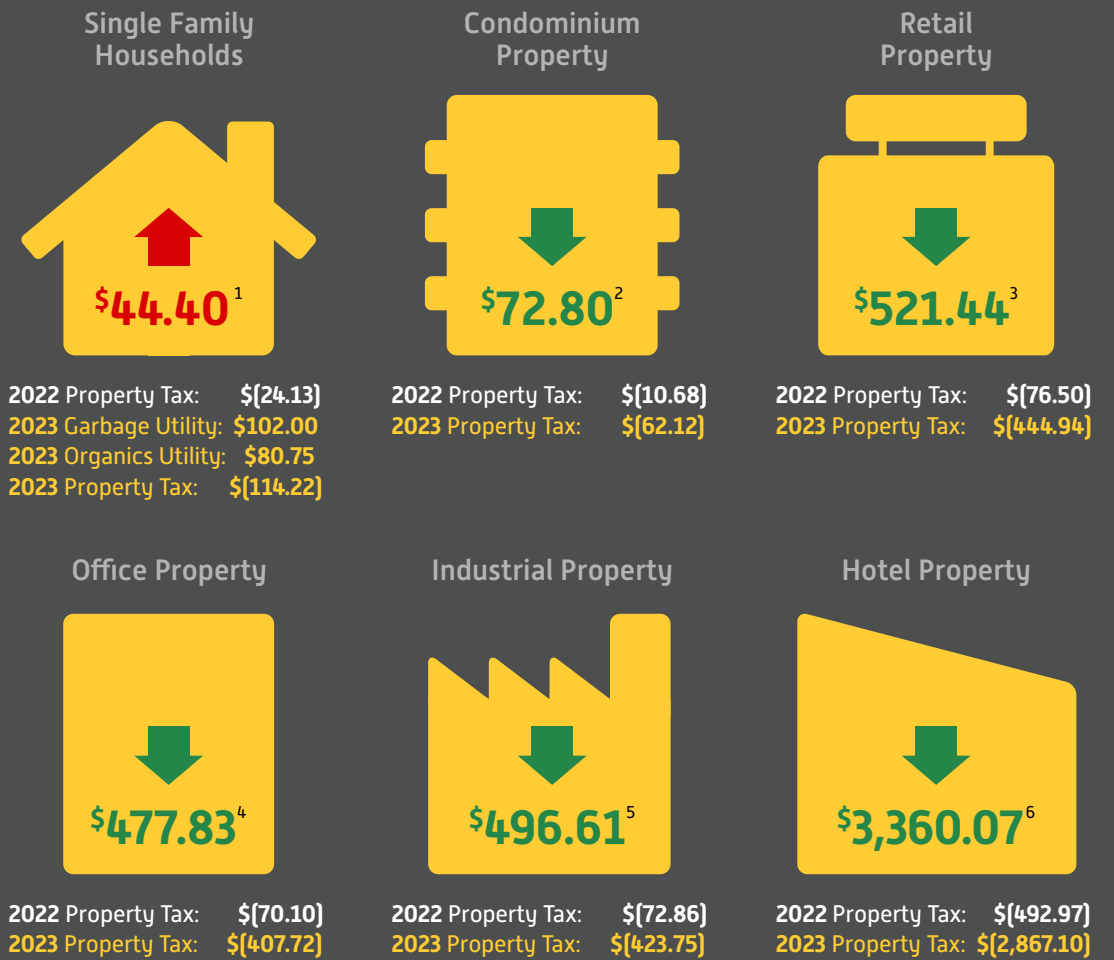 Single Family
Households
$44.40 1
2022 Property Tax: $(24.13)
2023 Garbage Utility: $102.00
2023 Organics Utility: $80.75
2023 Property Tax: $(114.22)
Condominium
Property
$72.80 2
2022 Property Tax: $(10.68)
2023 Property Tax: $(62.12)
Retail
Property
$521.44 3
2022 Property Tax: $(76.50)
2023 Property Tax: $(444.94)
Office Property
$477.83 4
2022 Property Tax: $(70.10)
2023 Property Tax: $(407.72)
Industrial Property
$496.61 5
2022 Property Tax: $(72.86)
2023 Property Tax: $(423.75)
Hotel Property
$3,360.07 6
2022 Property Tax: $(492.97)
2023 Property Tax: $(2,867.10)